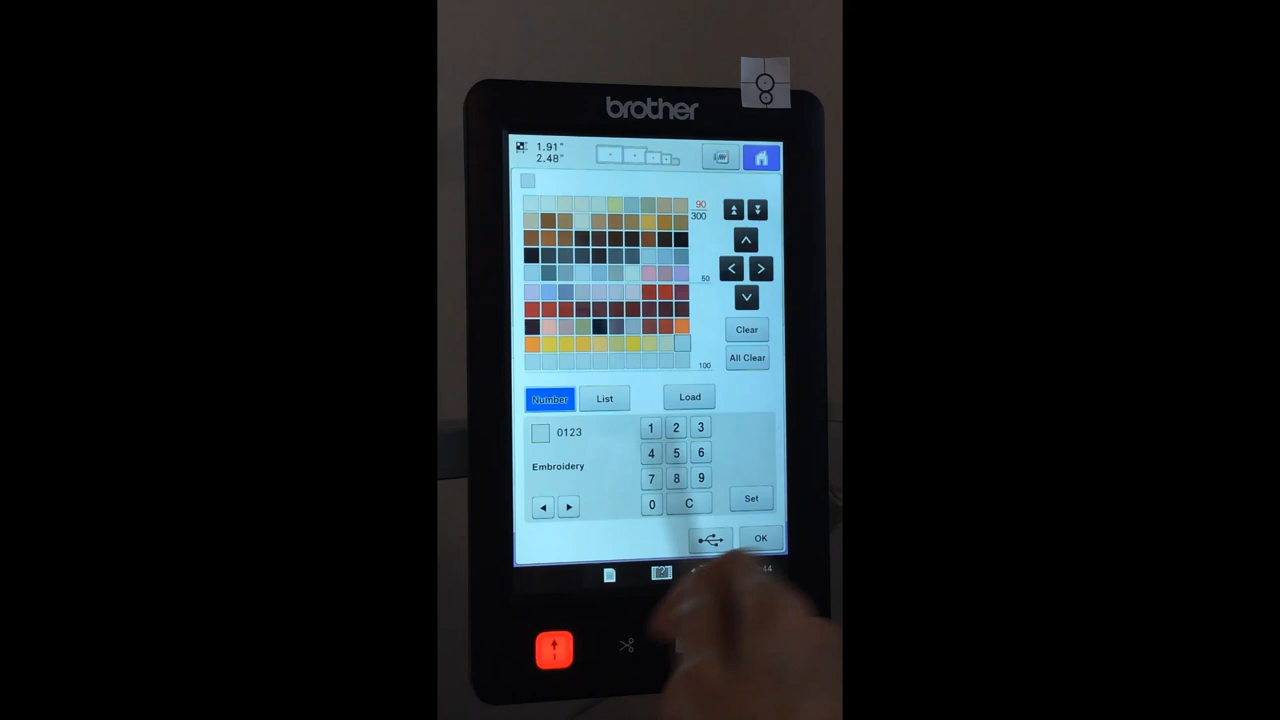 brother
1.91"
2.48"
90
300
50
100
Clear
All Clear
Number
List
Load
0123
1 2 3
4 5 6
7 8 9
0 C
Embroidery
Set
OK
44